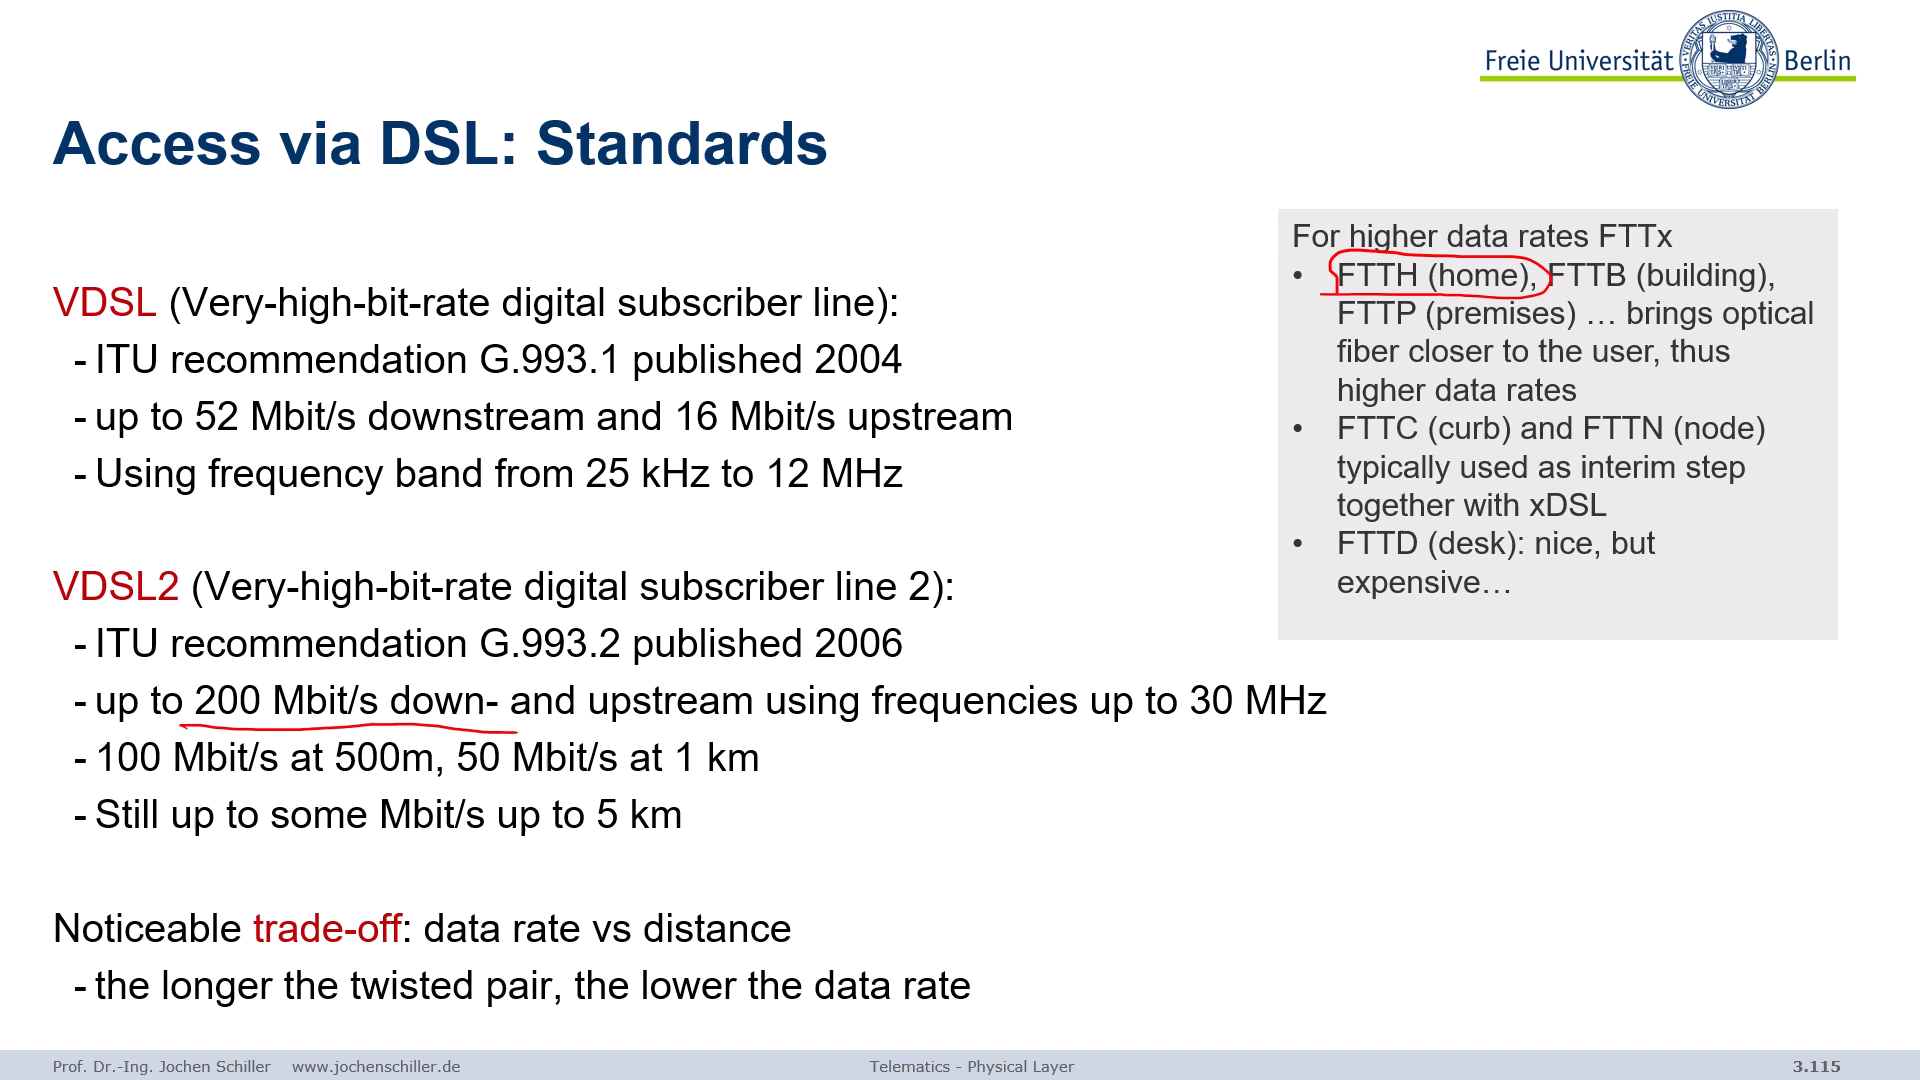 Freie Universität Berlin
Access via DSL: Standards
VDSL (Very-high-bit-rate digital subscriber line):
- ITU recommendation G.993.1 published 2004
- up to 52 Mbit/s downstream and 16 Mbit/s upstream
- Using frequency band from 25 kHz to 12 MHz
VDSL2 (Very-high-bit-rate digital subscriber line 2):
- ITU recommendation G.993.2 published 2006
- up to 200 Mbit/s down- and upstream using frequencies up to 30 MHz
- 100 Mbit/s at 500m, 50 Mbit/s at 1 km
- Still up to some Mbit/s up to 5 km
Noticeable trade-off: data rate vs distance
- the longer the twisted pair, the lower the data rate
For higher data rates FTTx
• FTTH (home), FTTB (building),
FTTP (premises) … brings optical
fiber closer to the user, thus
higher data rates
• FTTC (curb) and FTTN (node)
typically used as interim step
together with xDSL
• FTTD (desk): nice, but
expensive…
Prof. Dr.-Ing. Jochen Schiller www.jochenschiller.de Telematics - Physical Layer 3.115